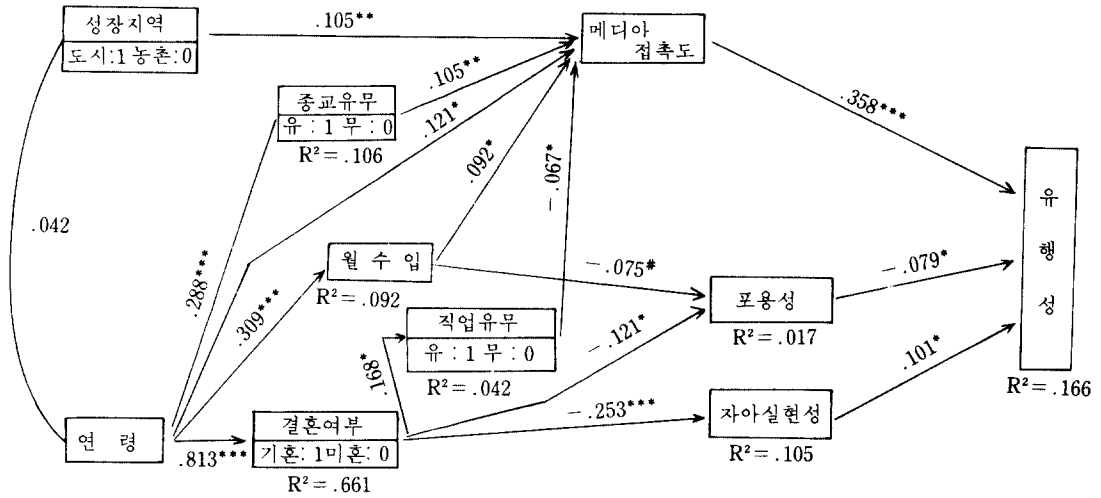 성장지역
도시:1 농촌:0
.105**
메디아
접촉도
종교유무
유 : 1 무 : 0
R² = .106
.105**
.121*
.092*
−.067*
.358***
.042
.288***
.309***
월 수 입
R² = .092
−.075#
포용성
R² = .017
−.079*
유
행
성
R² = .166
직업유무
유 : 1 무 : 0
R² = .042
.168*
−.121*
.101*
연 령
.813***
결혼여부
기혼: 1미혼: 0
R² = .661
−.253***
자아실현성
R² = .105